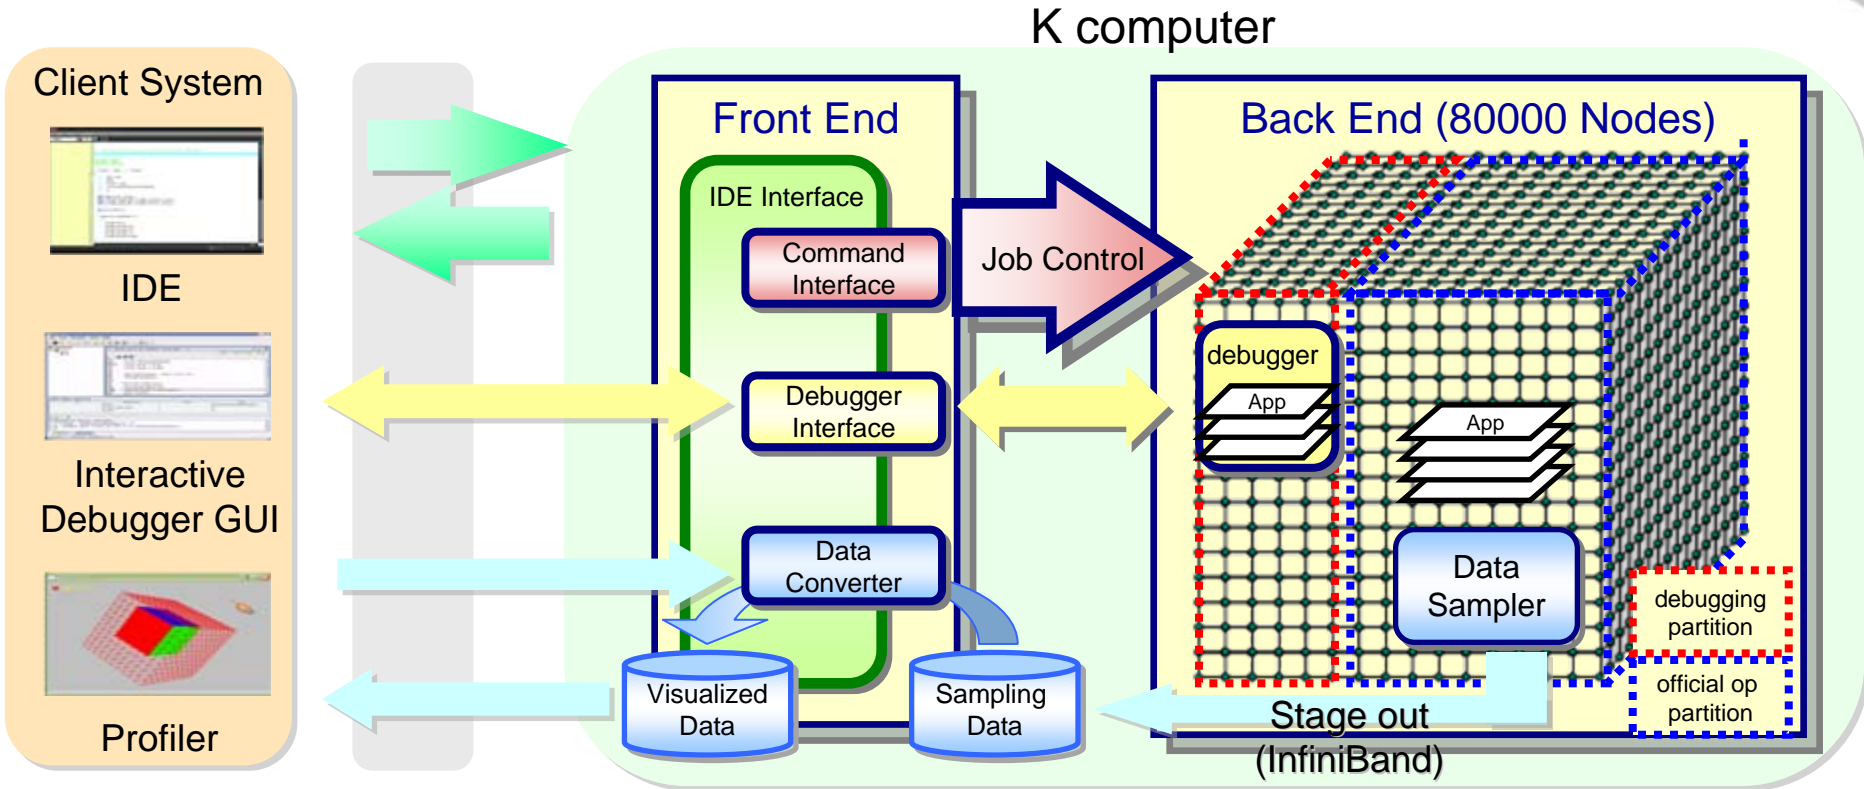 K computer
Client System
IDE
Interactive
Debugger GUI
Profiler
Front End
IDE Interface
Command
Interface
Debugger
Interface
Data
Converter
Visualized
Data
Sampling
Data
Job Control
Back End (80000 Nodes)
debugger
App
App
Data
Sampler
debugging
partition
official op
partition
Stage out
(InfiniBand)